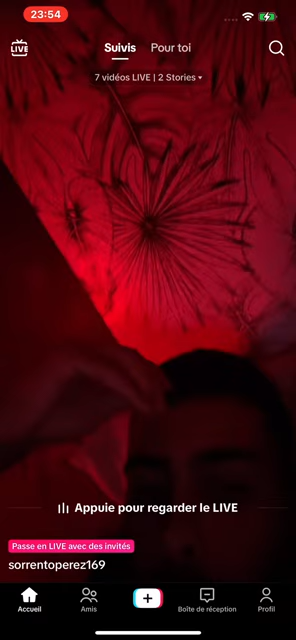 23:54
LIVE
Suivis
Pour toi
7 vidéos LIVE | 2 Stories
Appuie pour regarder le LIVE
Passe en LIVE avec des invités
sorrentoperez169
Accueil
Amis
Boîte de réception
Profil